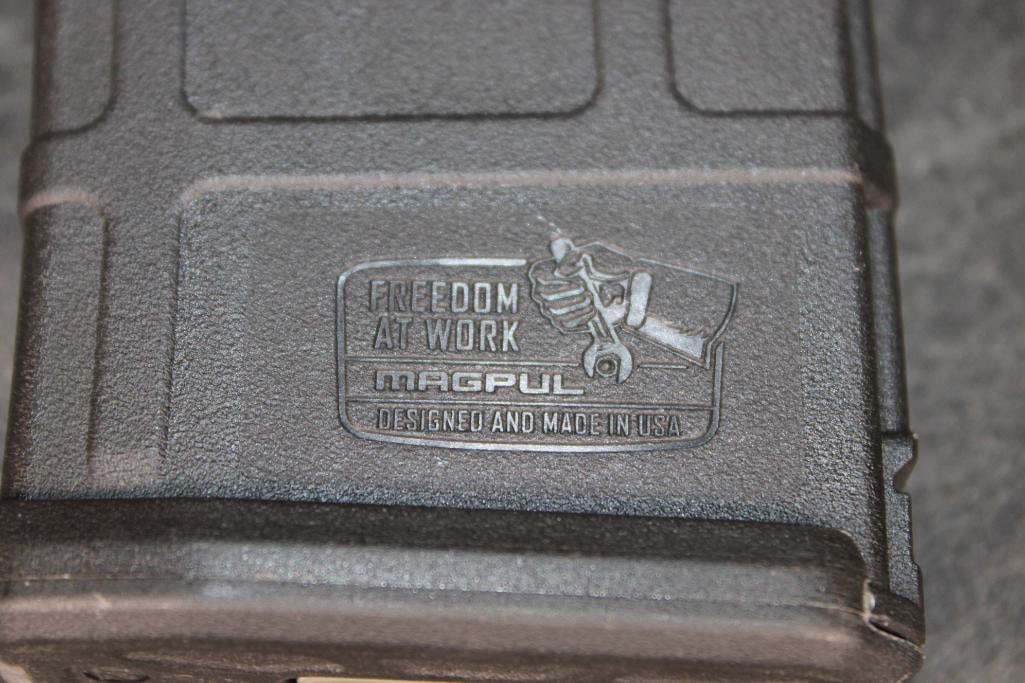 FREEDOM
AT WORK
MAGPUL
DESIGNED AND MADE IN USA